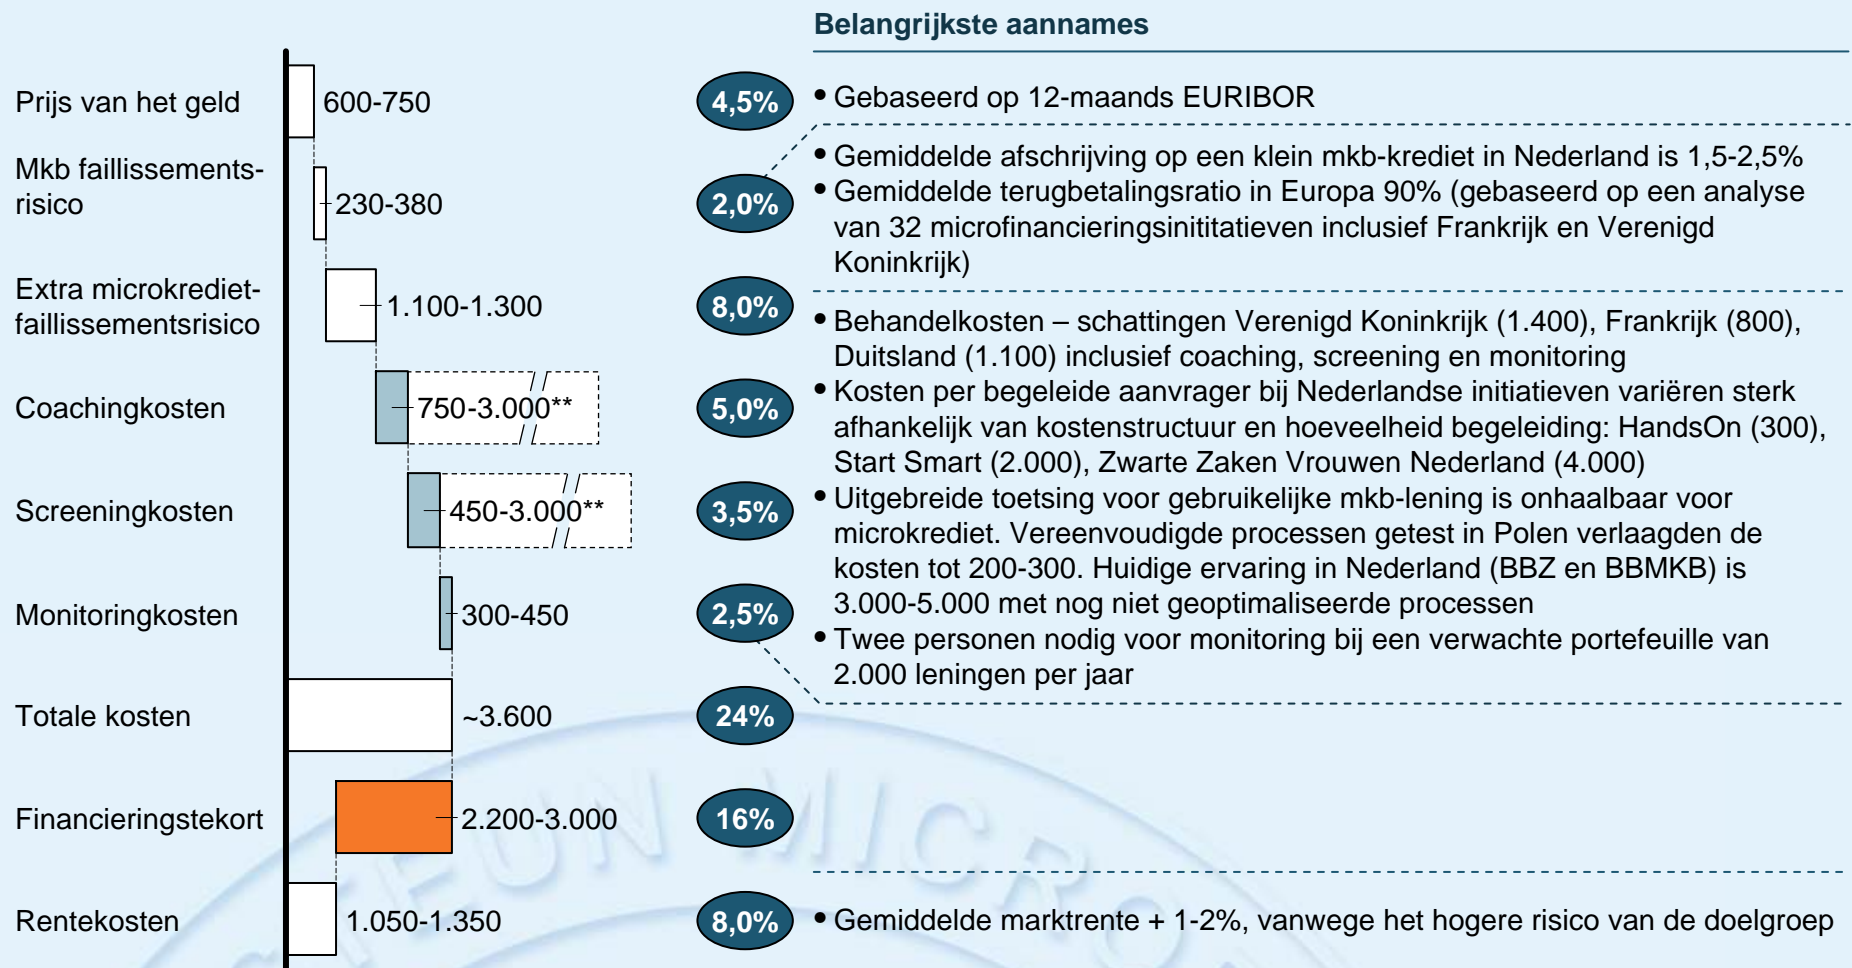 Belangrijkste aannames
Prijs van het geld
600-750
4,5%
• Gebaseerd op 12-maands EURIBOR
Mkb faillissements-
risico
230-380
2,0%
• Gemiddelde afschrijving op een klein mkb-krediet in Nederland is 1,5-2,5%
• Gemiddelde terugbetalingsratio in Europa 90% (gebaseerd op een analyse
van 32 microfinancieringsinititatieven inclusief Frankrijk en Verenigd
Koninkrijk)
Extra microkrediet-
faillissementsrisico
1.100-1.300
8,0%
• Behandelkosten – schattingen Verenigd Koninkrijk (1.400), Frankrijk (800),
Duitsland (1.100) inclusief coaching, screening en monitoring
Coachingkosten
750-3.000**
5,0%
• Kosten per begeleide aanvrager bij Nederlandse initiatieven variëren sterk
afhankelijk van kostenstructuur en hoeveelheid begeleiding: HandsOn (300),
Start Smart (2.000), Zwarte Zaken Vrouwen Nederland (4.000)
Screeningkosten
450-3.000**
3,5%
• Uitgebreide toetsing voor gebruikelijke mkb-lening is onhaalbaar voor
microkrediet. Vereenvoudigde processen getest in Polen verlaagden de
kosten tot 200-300. Huidige ervaring in Nederland (BBZ en BBMKB) is
3.000-5.000 met nog niet geoptimaliseerde processen
Monitoringkosten
300-450
2,5%
• Twee personen nodig voor monitoring bij een verwachte portefeuille van
2.000 leningen per jaar
Totale kosten
~3.600
24%
Financieringstekort
2.200-3.000
16%
Rentekosten
1.050-1.350
8,0%
• Gemiddelde marktrente + 1-2%, vanwege het hogere risico van de doelgroep